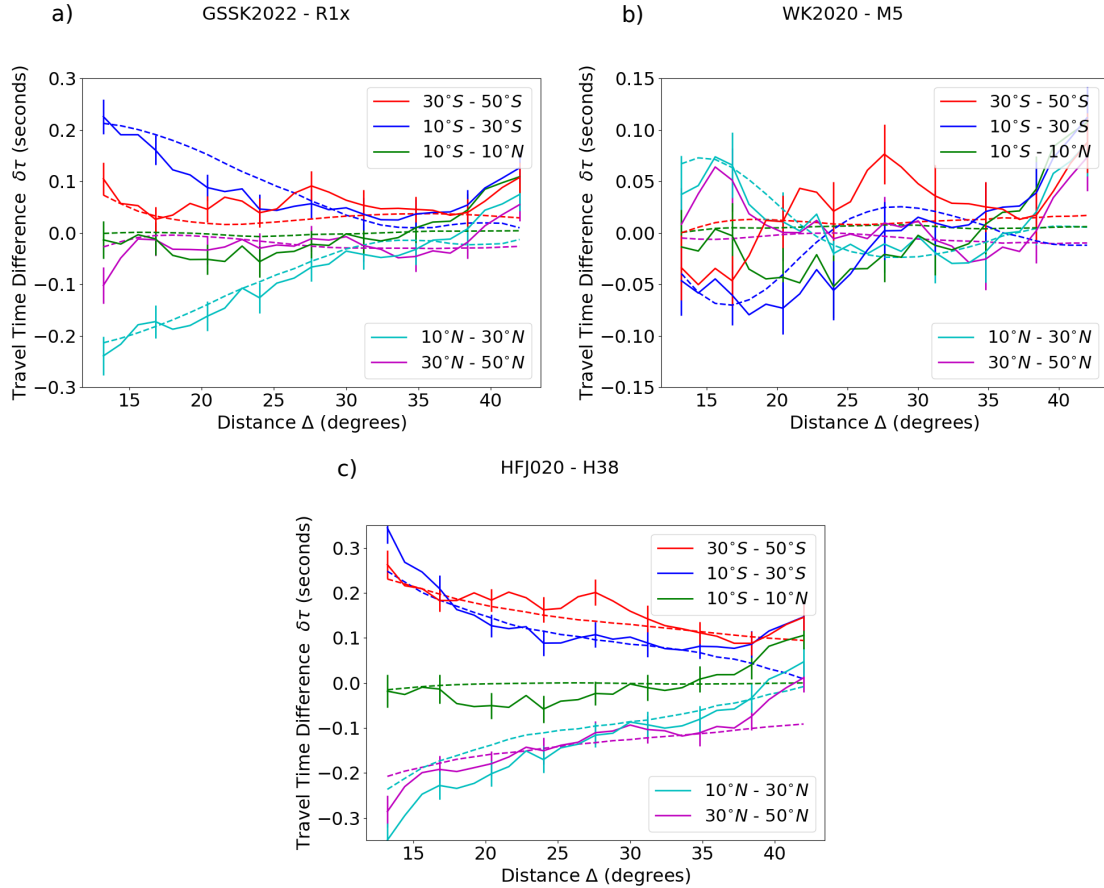 a)
GSSK2022 - R1x
Travel Time Difference δτ (seconds)
0.3
0.2
0.1
0.0
−0.1
−0.2
−0.3
30°S - 50°S
10°S - 30°S
10°S - 10°N
10°N - 30°N
30°N - 50°N
15 20 25 30 35 40
Distance Δ (degrees)
b)
WK2020 - M5
Travel Time Difference δτ (seconds)
0.15
0.10
0.05
0.00
−0.05
−0.10
−0.15
30°S - 50°S
10°S - 30°S
10°S - 10°N
10°N - 30°N
30°N - 50°N
15 20 25 30 35 40
Distance Δ (degrees)
c)
HFJ020 - H38
Travel Time Difference δτ (seconds)
0.3
0.2
0.1
0.0
−0.1
−0.2
−0.3
30°S - 50°S
10°S - 30°S
10°S - 10°N
10°N - 30°N
30°N - 50°N
15 20 25 30 35 40
Distance Δ (degrees)